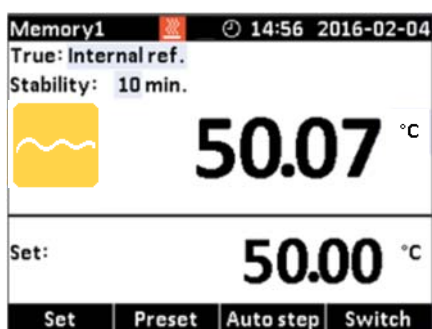 Memory1 14:56 2016-02-04
True: Internal ref.
Stability: 10 min.
50.07 °C
Set: 50.00 °C
Set Preset Auto step Switch